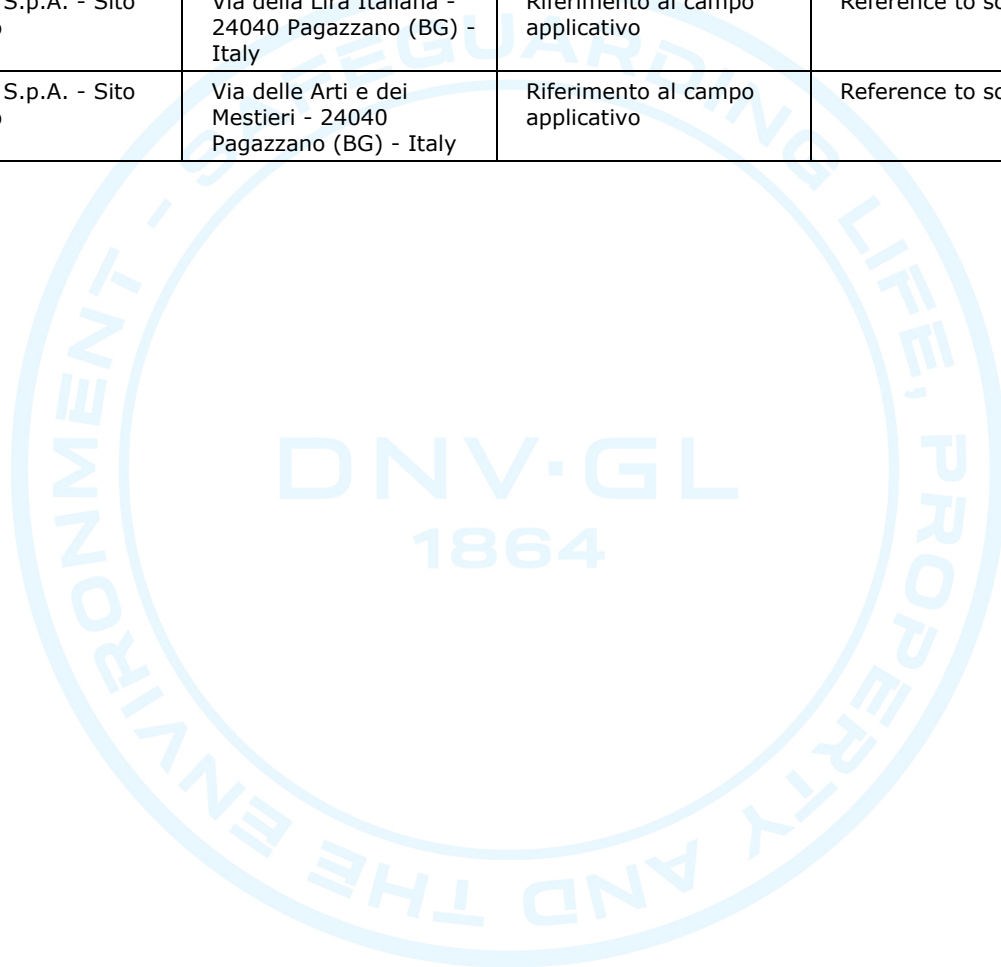 S.p.A. - Sito
Via della Lira Italiana -
24040 Pagazzano (BG) -
Italy
Riferimento al campo
applicativo
Reference to
S.p.A. - Sito
Via delle Arti e dei
Mestieri - 24040
Pagazzano (BG) - Italy
Riferimento al campo
applicativo
Reference to
SAFEGUARDING LIFE, PROPERTY AND THE ENVIRONMENT -
DNV·GL
1864